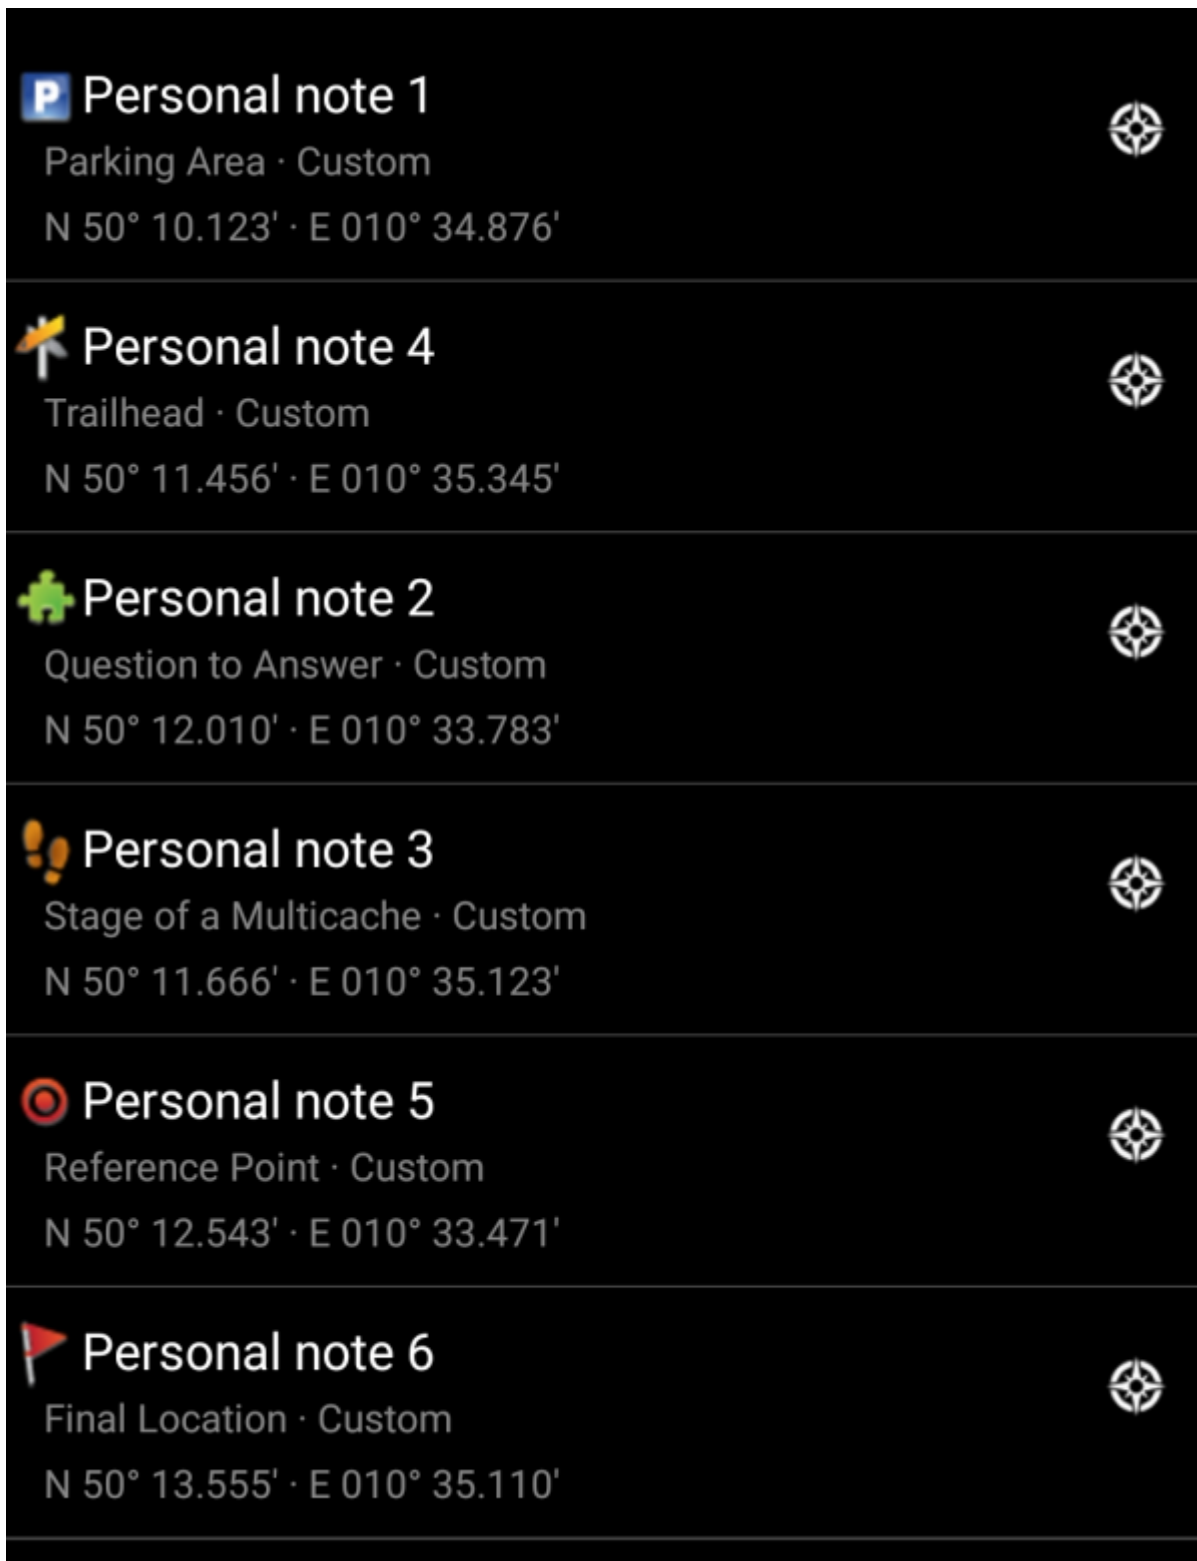 P Personal note 1
Parking Area · Custom
N 50° 10.123' · E 010° 34.876'
Personal note 4
Trailhead · Custom
N 50° 11.456' · E 010° 35.345'
Personal note 2
Question to Answer · Custom
N 50° 12.010' · E 010° 33.783'
Personal note 3
Stage of a Multicache · Custom
N 50° 11.666' · E 010° 35.123'
Personal note 5
Reference Point · Custom
N 50° 12.543' · E 010° 33.471'
Personal note 6
Final Location · Custom
N 50° 13.555' · E 010° 35.110'